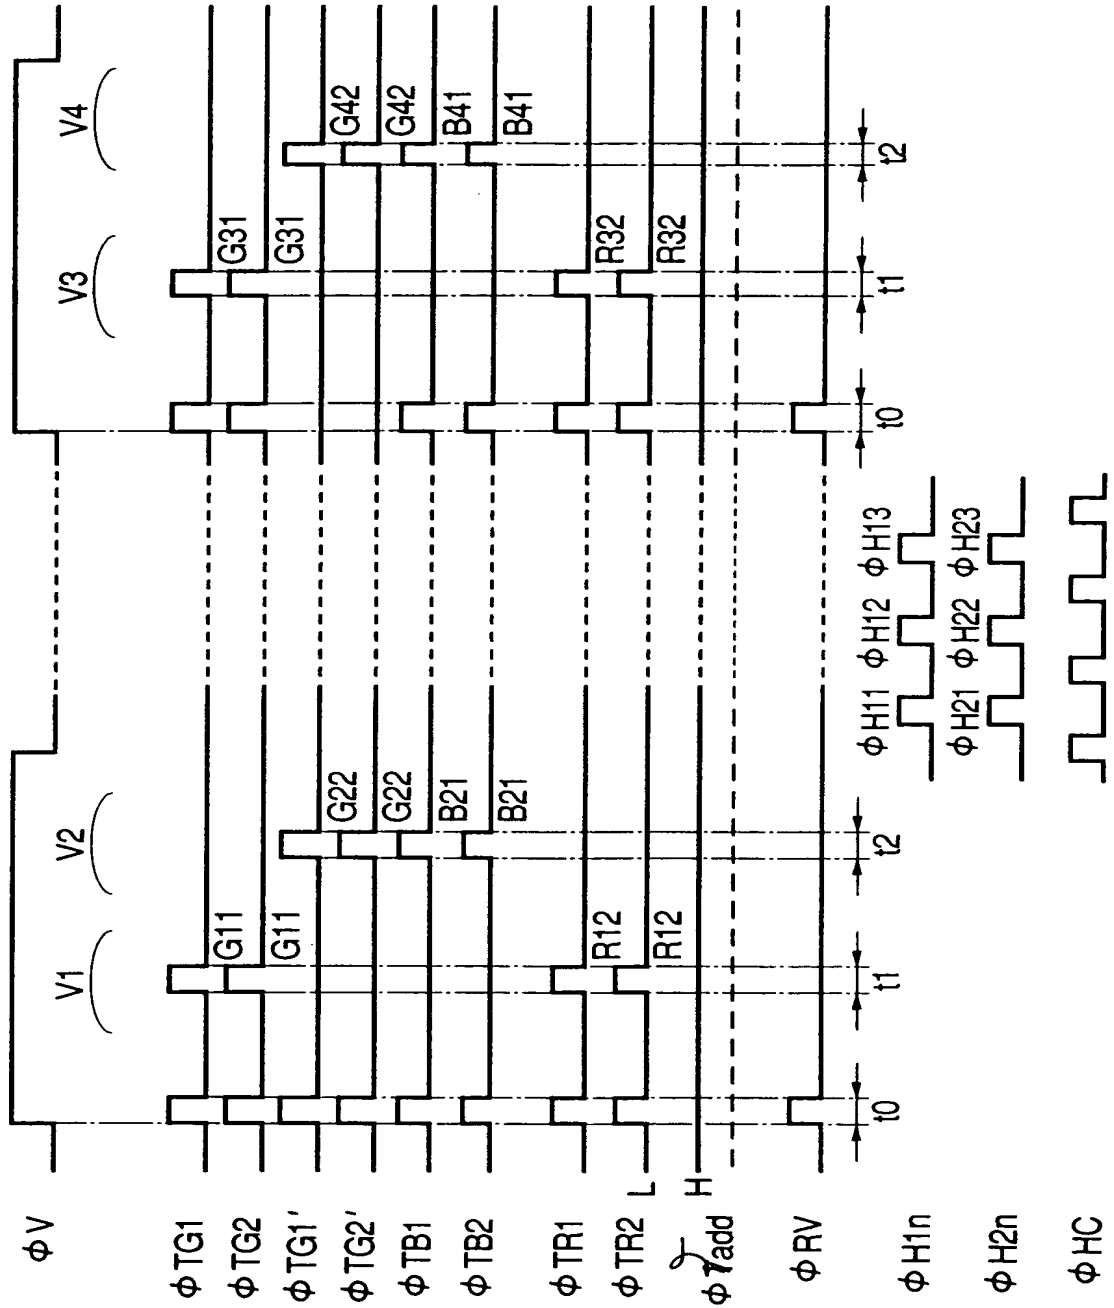 φV
V1 V2 V3 V4
φTG1 G11 G31
φTG2 G11 G31
φTG1' G22 G42
φTG2' G22 G42
φTB1 B21 B41
φTB2 B21 B41
φTR1 R12 R32
φTR2 R12 R32
L
H
add
φRV
t0 t1 t2 t0 t1 t2
φH11 φH12 φH13
φH1n
φH21 φH22 φH23
φH2n
φHC